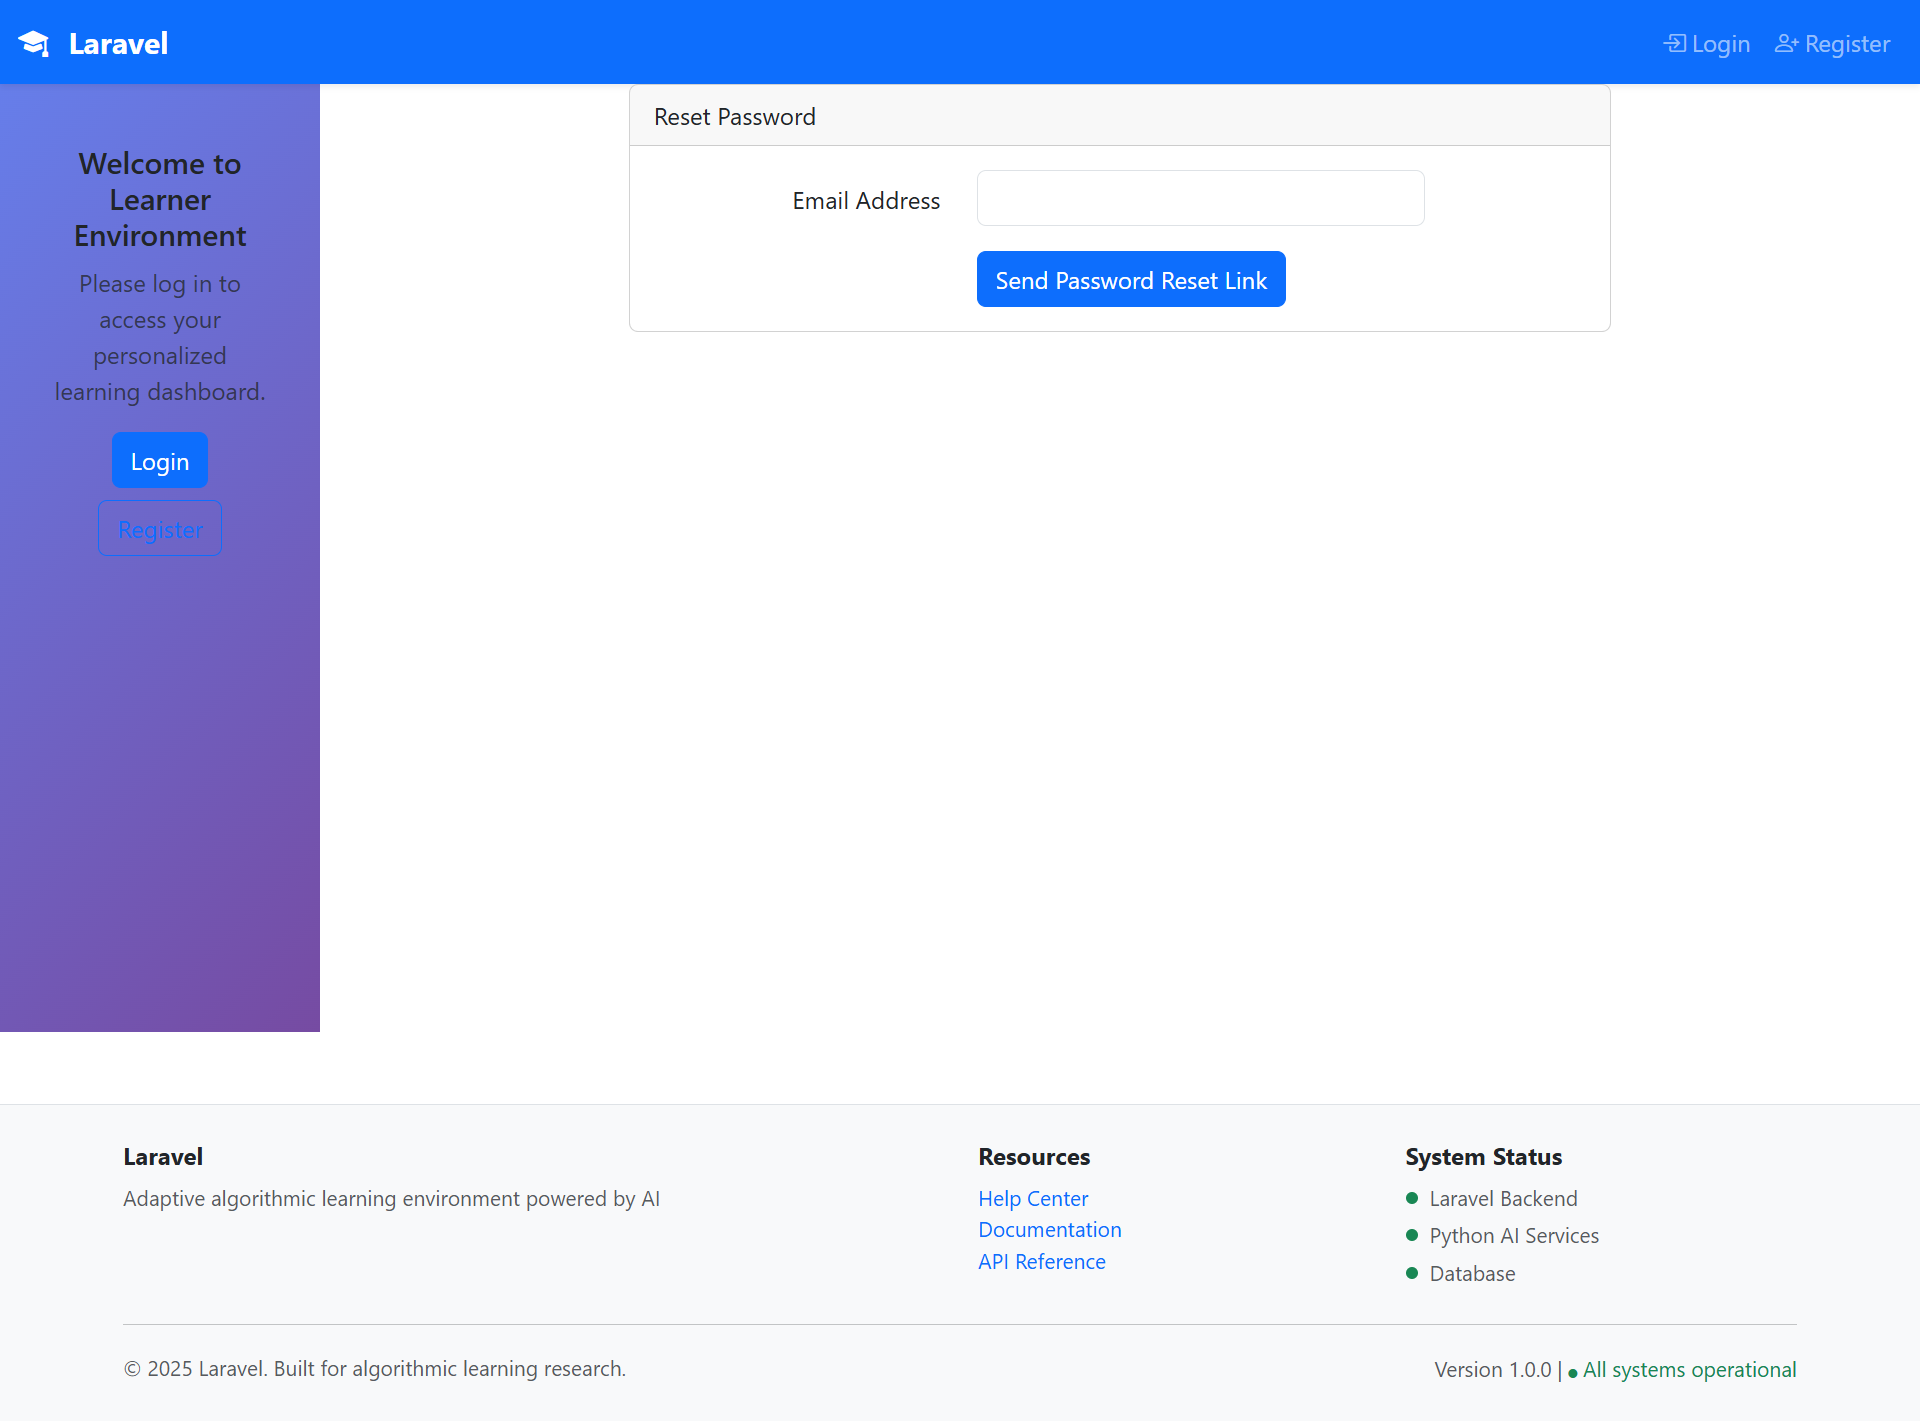 Laravel
Login
Register
Welcome to
Learner
Environment
Please log in to
access your
personalized
learning dashboard.
Login
Register
Reset Password
Email Address
Send Password Reset Link
Laravel
Adaptive algorithmic learning environment powered by AI
Resources
Help Center
Documentation
API Reference
System Status
Laravel Backend
Python AI Services
Database
© 2025 Laravel. Built for algorithmic learning research.
Version 1.0.0 | ● All systems operational